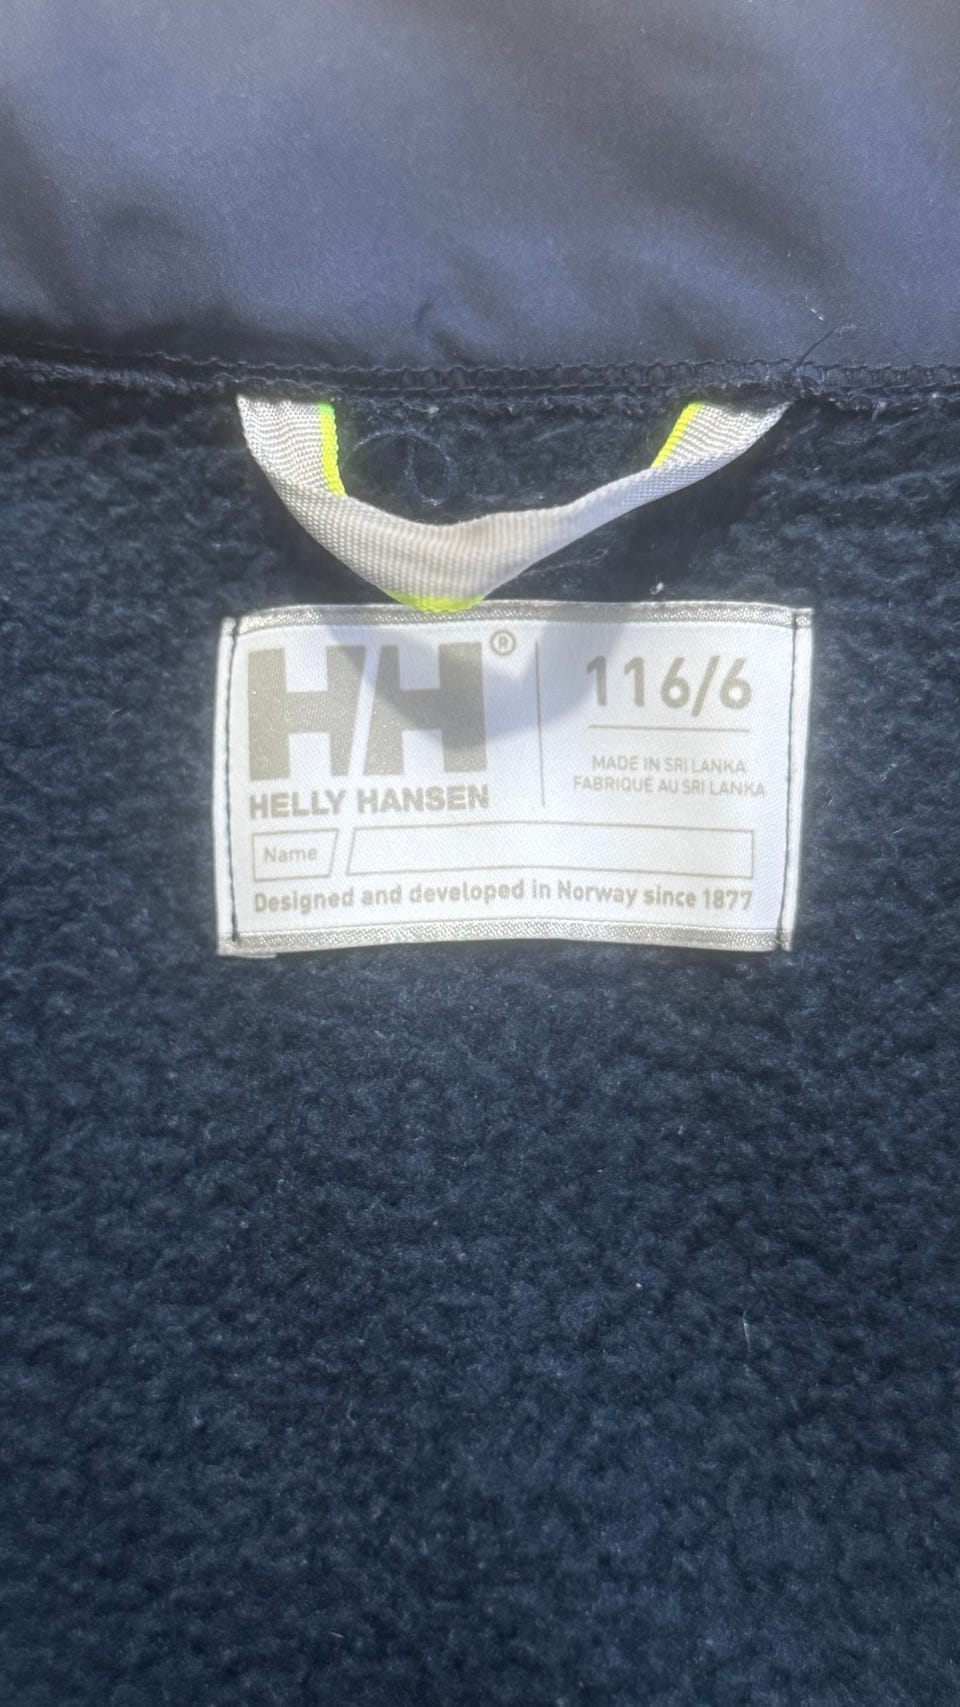 HH®
HELLY HANSEN
116/6
MADE IN SRI LANKA
FABRIQUÉ AU SRI LANKA
Name
Designed and developed in Norway since 1877